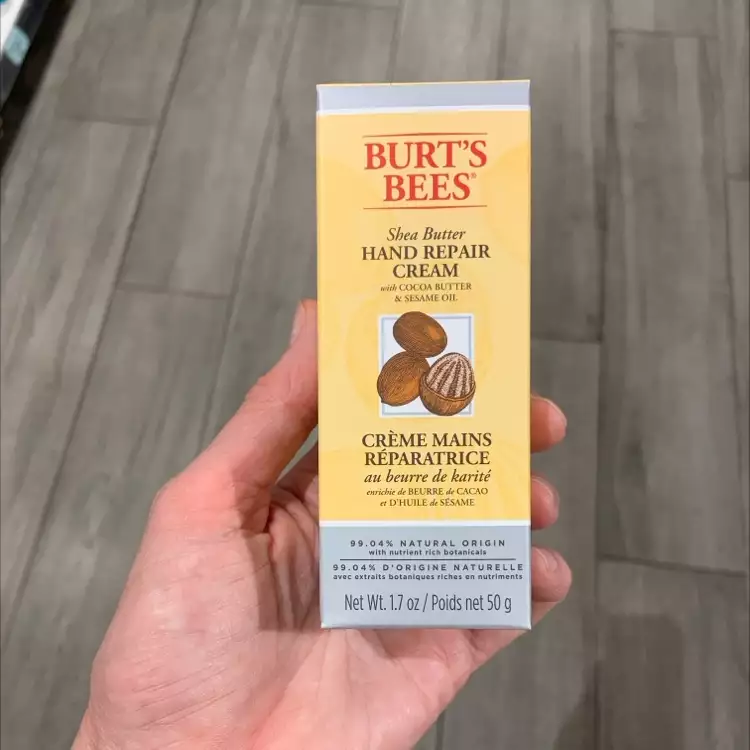 BURT'S
BEES®
Shea Butter
HAND REPAIR
CREAM
with COCOA BUTTER
& SESAME OIL
CRÈME MAINS
RÉPARATRICE
au beurre de karité
enrichie de BEURRE de CACAO
et D'HUILE de SÉSAME
99.04% NATURAL ORIGIN
with nutrient rich botanicals
99.04% D'ORIGINE NATURELLE
avec extraits botaniques riches en nutriments
Net Wt. 1.7 oz / Poids net 50 g